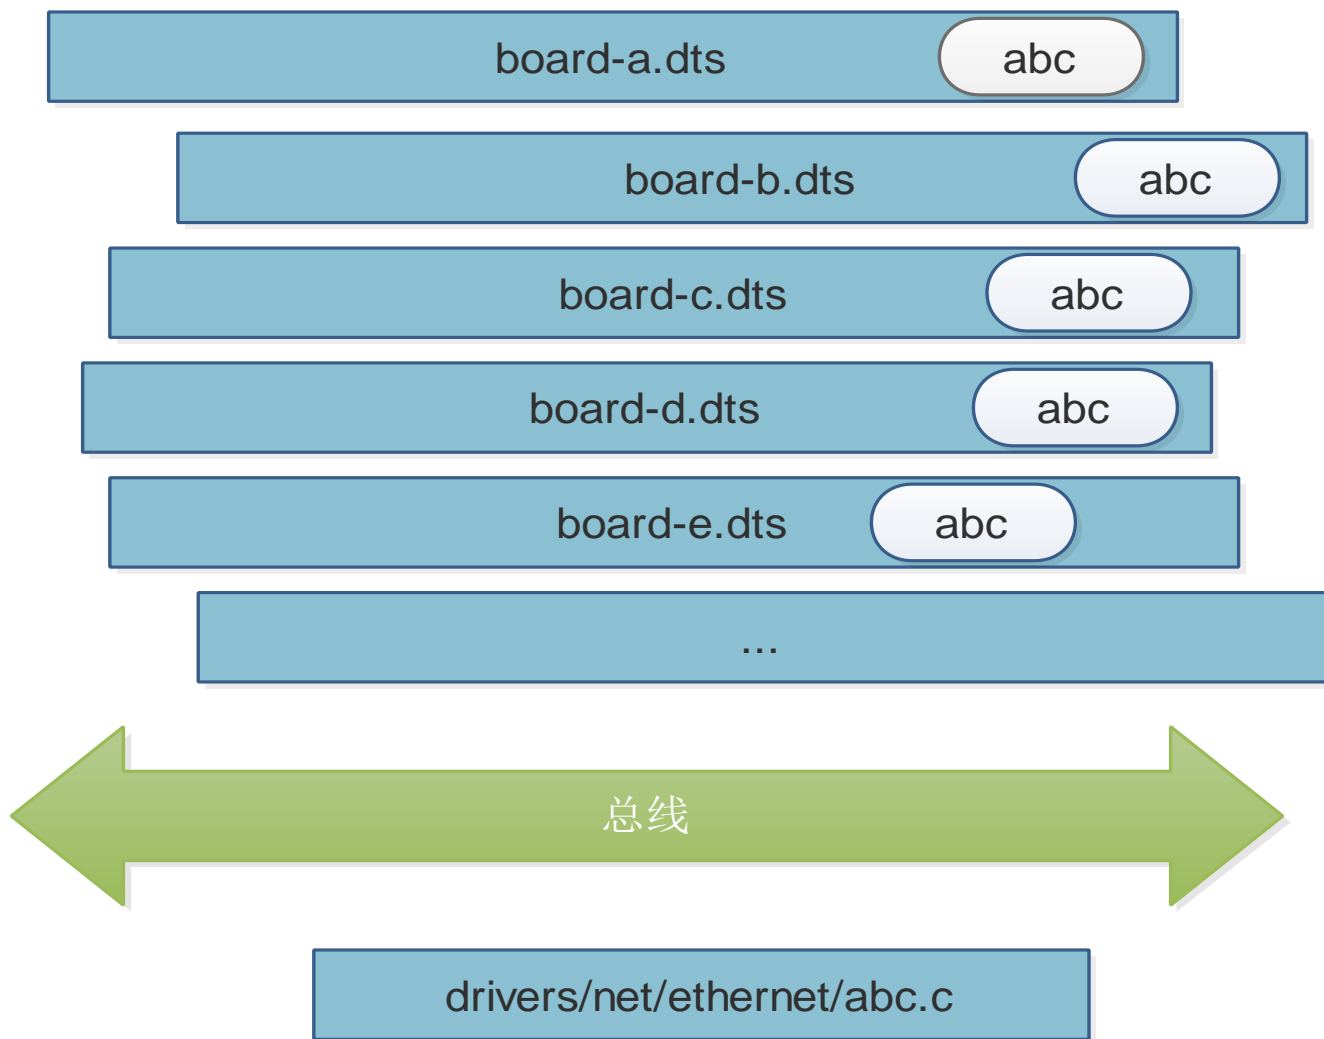 board-a.dts abc
board-b.dts abc
board-c.dts abc
board-d.dts abc
board-e.dts abc
...
总线
drivers/net/ethernet/abc.c